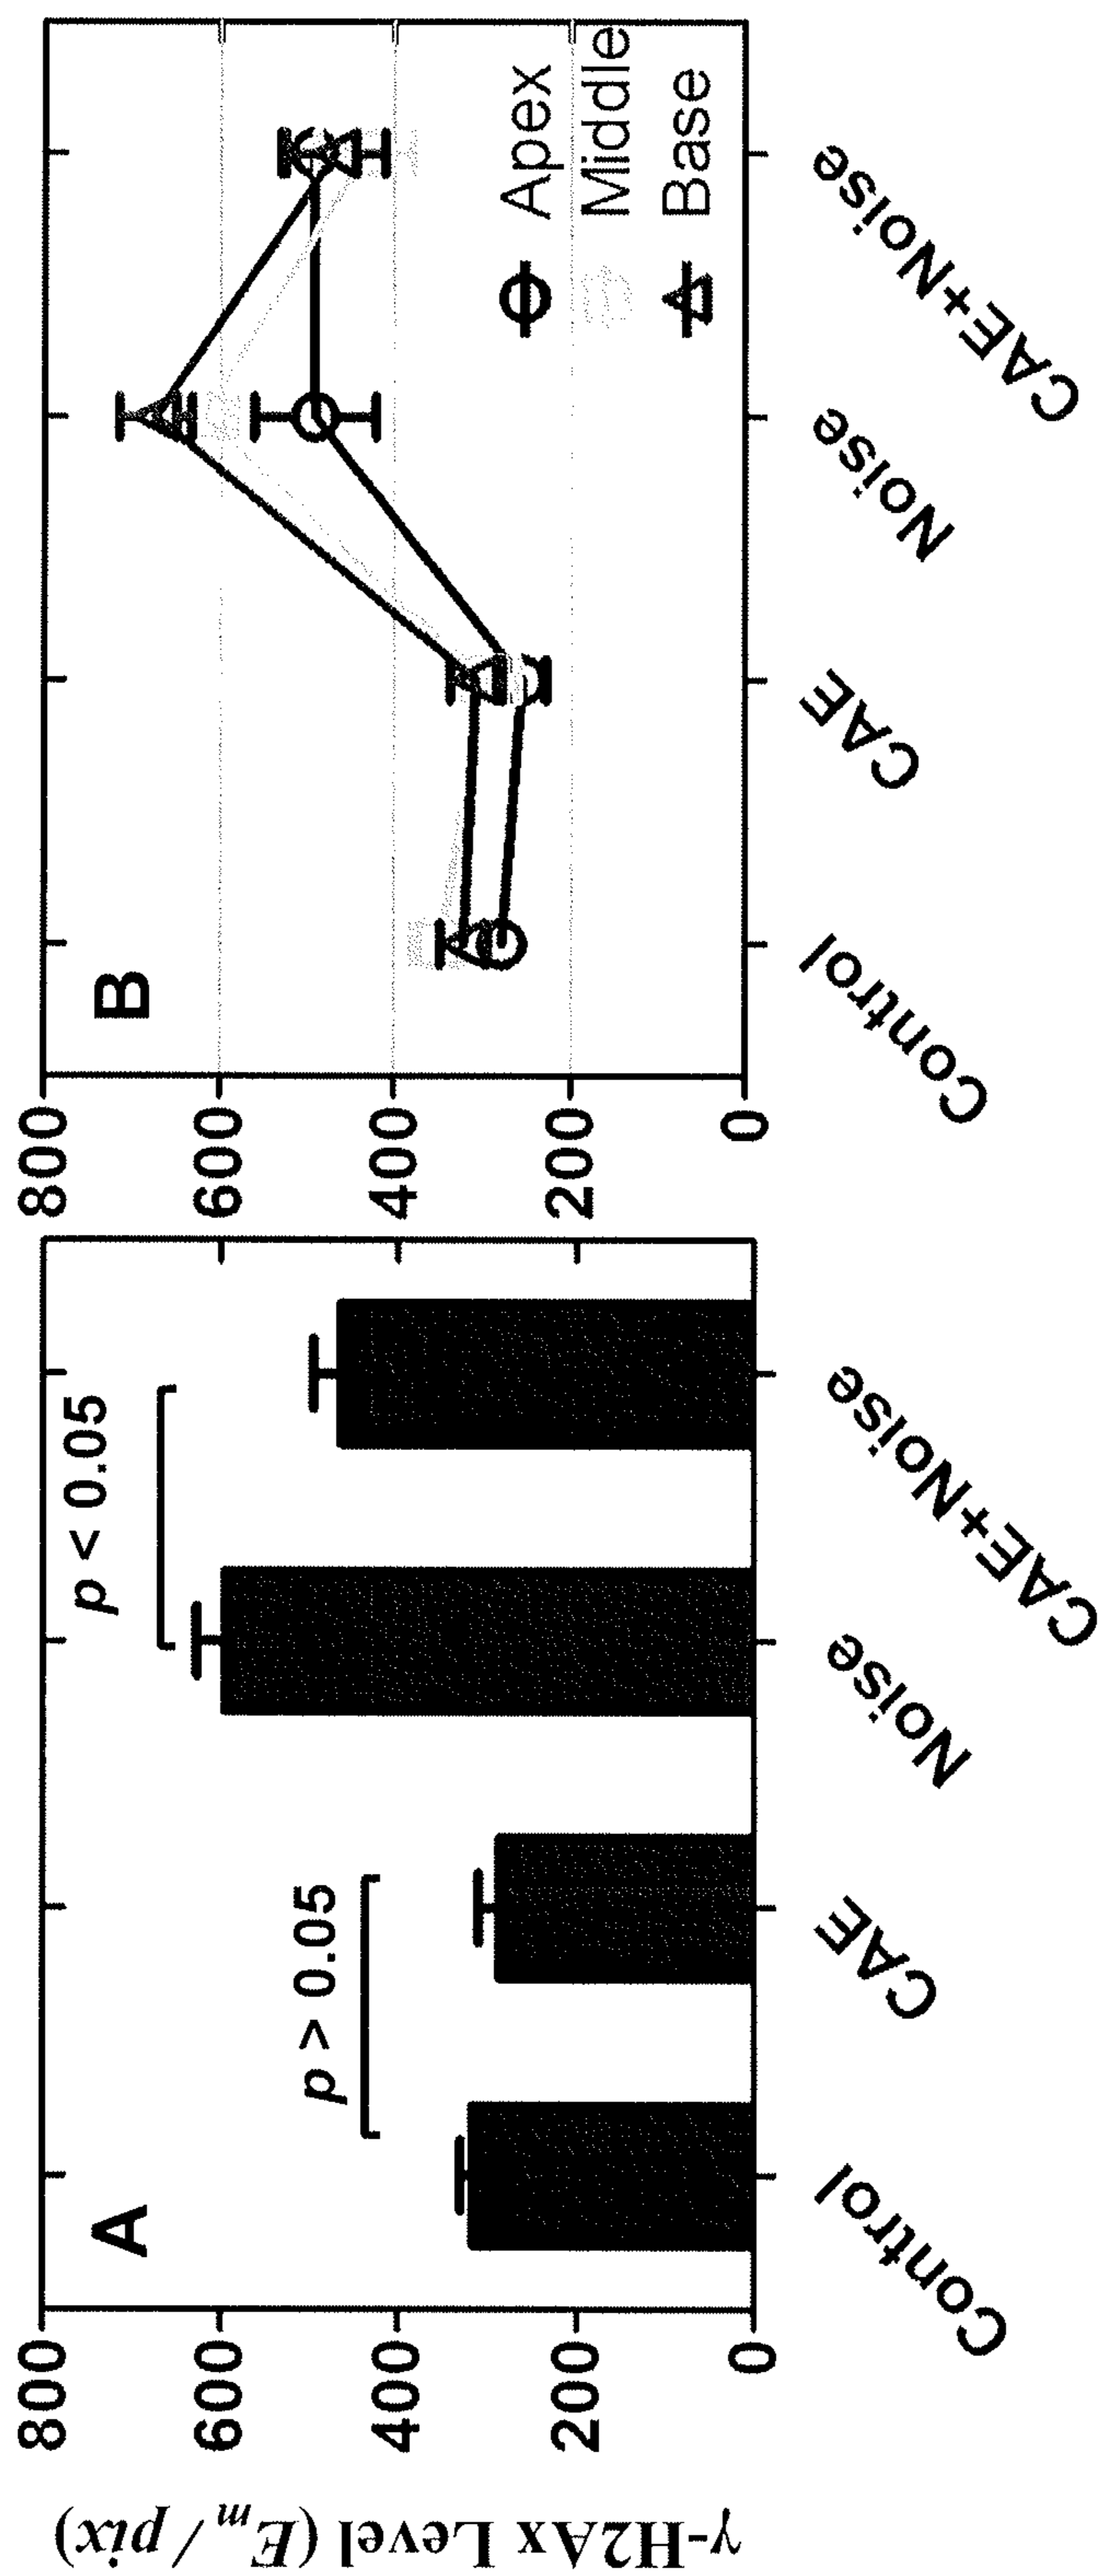 γ-H2Ax Level (Em / pix)
A
800
600
400
200
0
p > 0.05
p < 0.05
Control
CAE
Noise
CAE+Noise
B
800
600
400
200
0
Apex
Middle
Base
Control
CAE
Noise
CAE+Noise